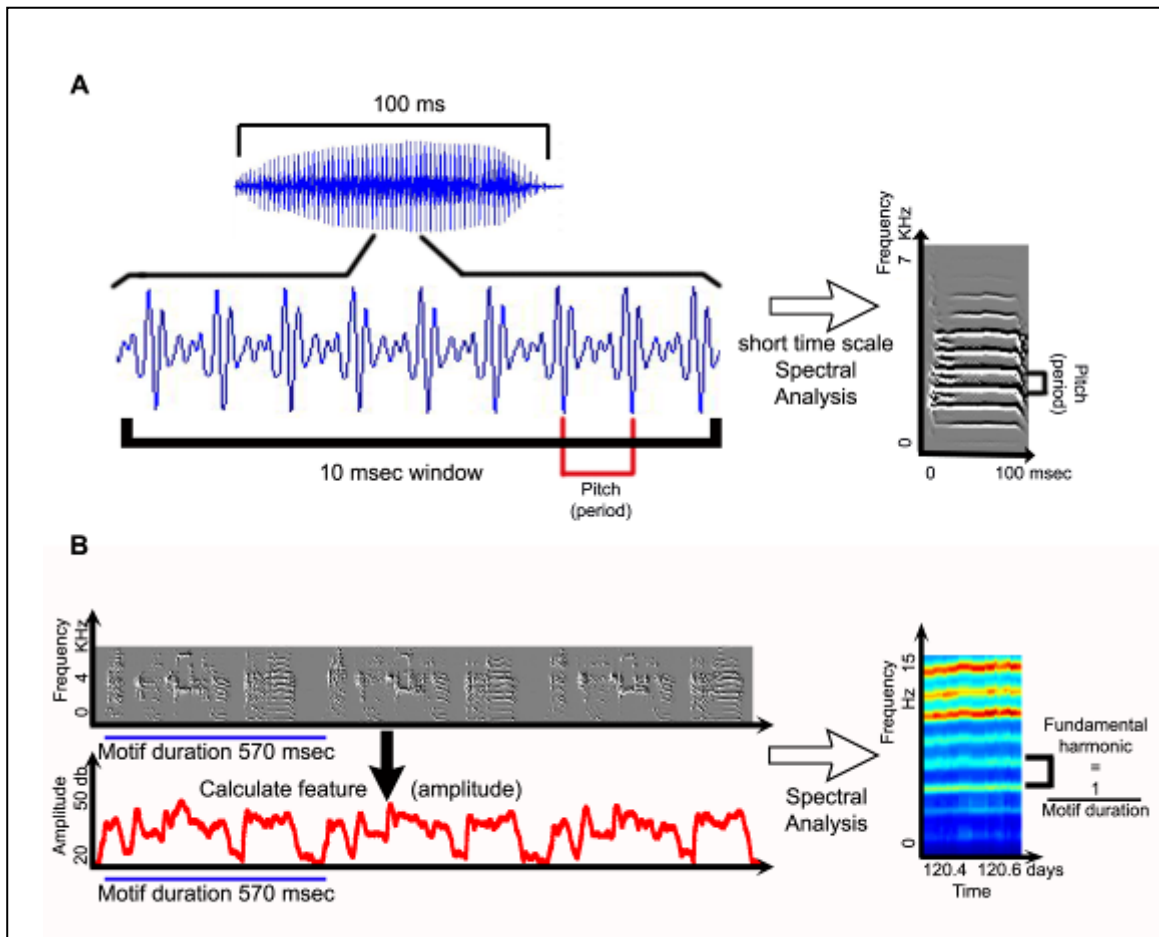 A
100 ms
10 msec window
Pitch
(period)
short time scale
Spectral
Analysis
Frequency
KHz
7
0
0
100 msec
Pitch
(period)
B
Frequency
KHz
4
0
Motif duration 570 msec
Calculate feature (amplitude)
Amplitude
50 db
20
Motif duration 570 msec
Spectral
Analysis
Frequency
Hz
15
0
120.4 120.6 days
Time
Fundamental
harmonic
=
1
Motif duration